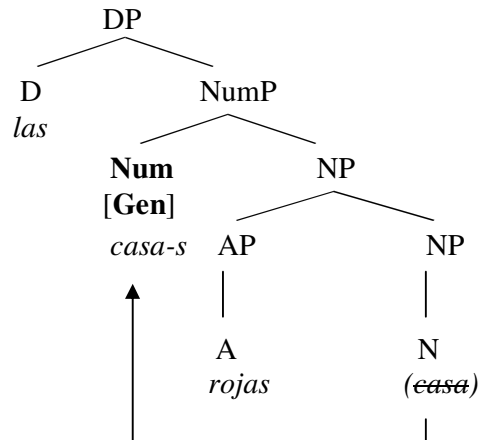 DP
D NumP
las
Num NP
[Gen]
casa-s AP NP
A N
rojas (casa)